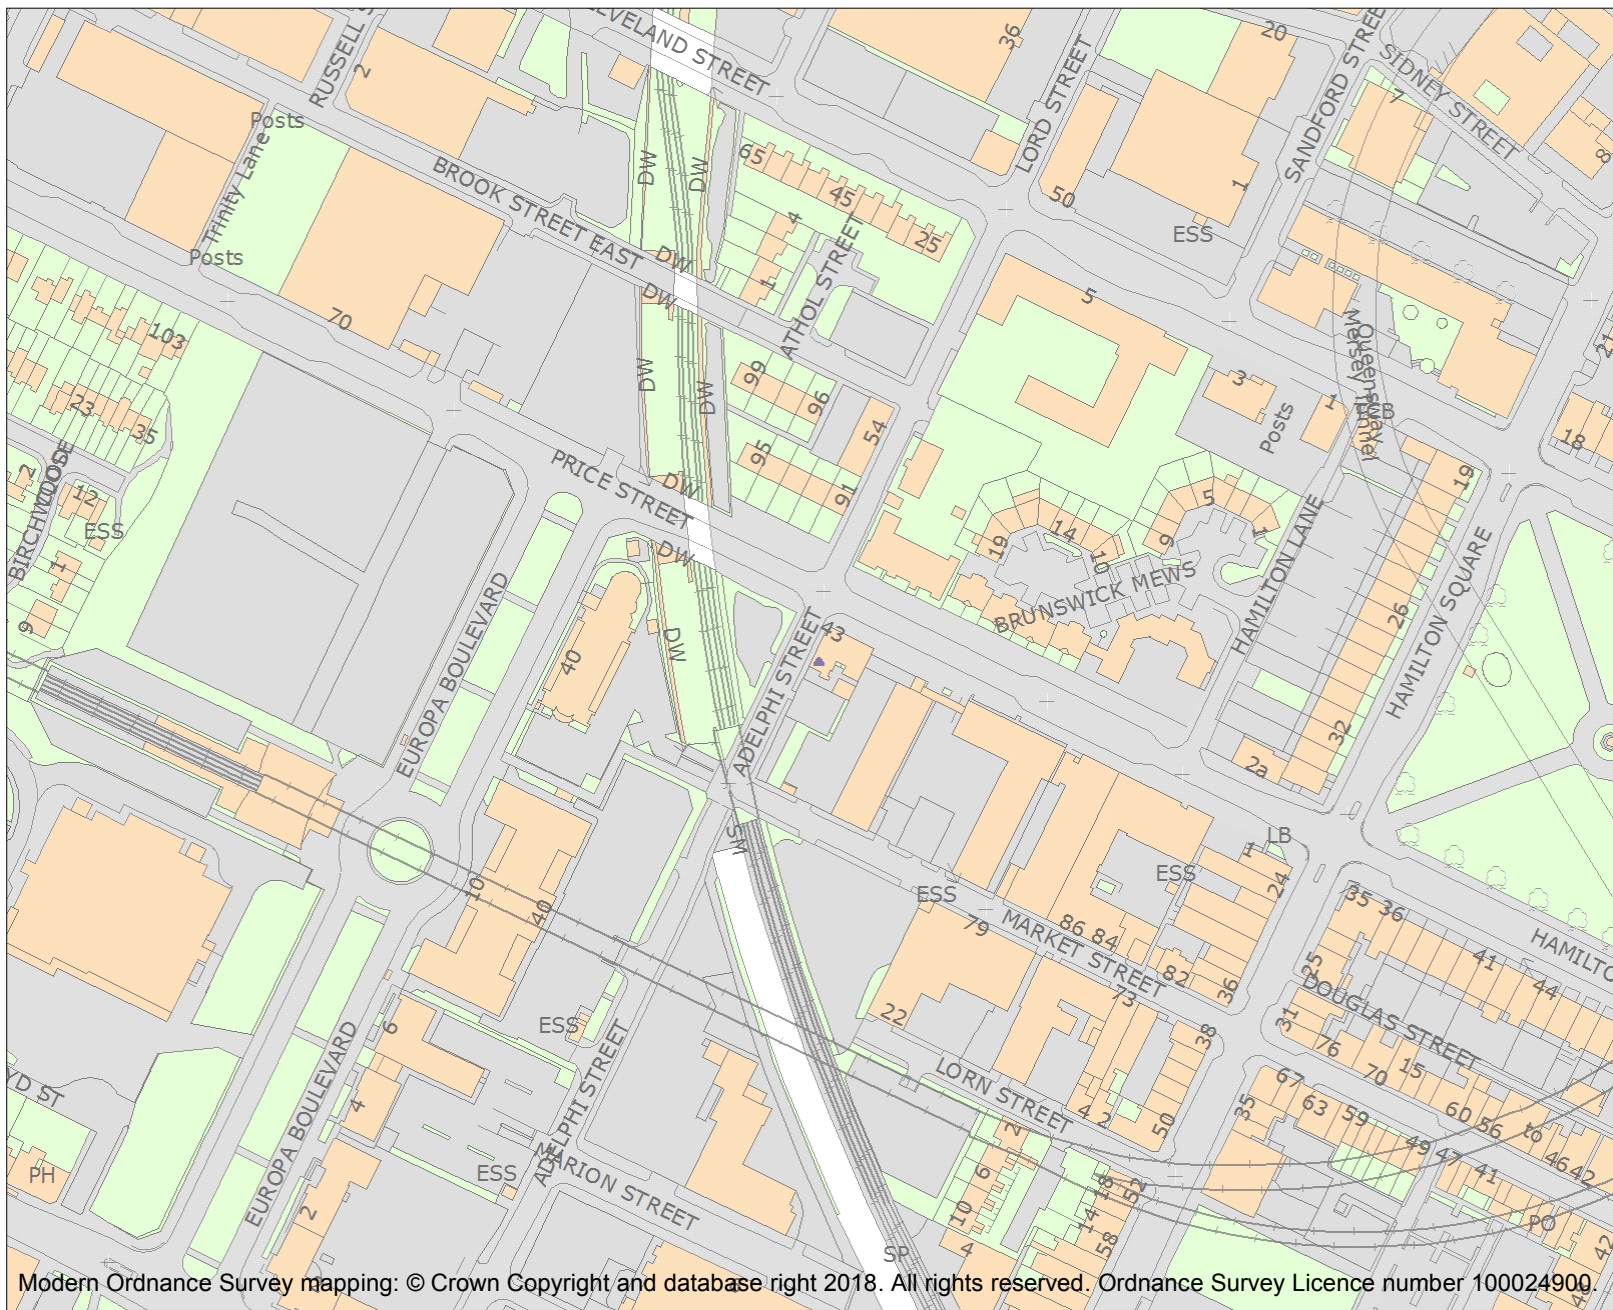 CLEVELAND STREET
36
20
SANDFORD STREET
SIDNEY STREET
RUSSELL
2
LORD STREET
7
8
Posts
Trinity Lane
BROOK STREET EAST
DW
DW
65
45
4
25
50
1
ESS
Posts
DW
DW
1
ATHOL STREET
5
70
103
DW
DW
99
96
54
3
1
Posts
Queensway
Mersey Tunnel
21
18
23
35
2
12
ESS
BIRCHWOOD
1
9
PRICE STREET
DW
DW
95
91
19
14
10
9
5
1
BRUNSWICK MEWS
HAMILTON LANE
19
26
32
HAMILTON SQUARE
EUROPA BOULEVARD
40
DW
ADELPHI STREET
43
2a
LB
1
24
SM
10
40
ESS
79
MARKET STREET
86 84
ESS
82
36
73
35 36
41
44
25
DOUGLAS STREET
31
76
70
15
60 56
to
46 42
38
22
LORN STREET
4 2
50
35
67
63
59
49 47
41
PO
42
6
4
2
EUROPA BOULEVARD
ESS
ADELPHI STREET
ESS
MARION STREET
YD ST
PH
2
6
10
4
18
14
52
58
SP
Modern Ordnance Survey mapping: © Crown Copyright and database right 2018. All rights reserved. Ordnance Survey Licence number 100024900.